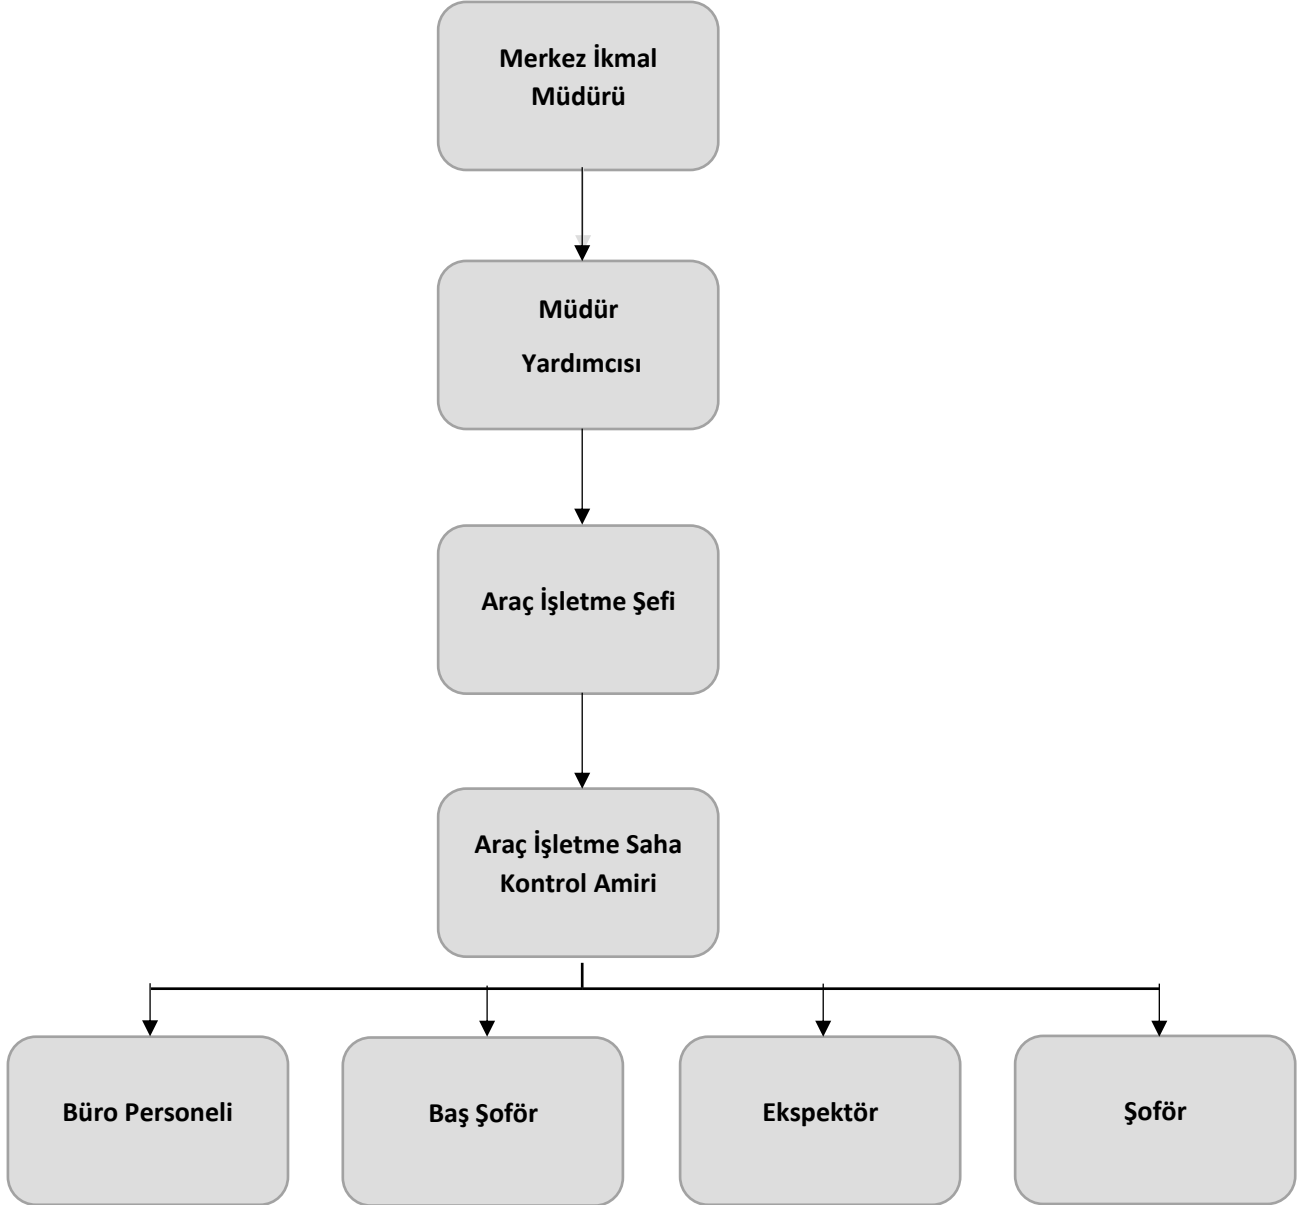 Merkez İkmal
Müdürü
Müdür
Yardımcısı
Araç İşletme Şefi
Araç İşletme Saha
Kontrol Amiri
Büro Personeli
Baş Şoför
Ekspektör
Şoför